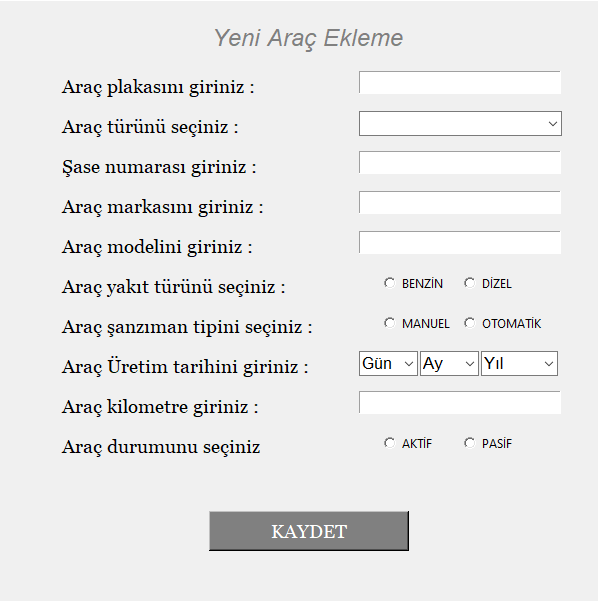 Yeni Araç Ekleme
Araç plakasını giriniz :
Araç türünü seçiniz :
Şase numarası giriniz :
Araç markasını giriniz :
Araç modelini giriniz :
Araç yakıt türünü seçiniz : BENZİN DİZEL
Araç şanzıman tipini seçiniz : MANUEL OTOMATİK
Araç Üretim tarihini giriniz : Gün Ay Yıl
Araç kilometre giriniz :
Araç durumunu seçiniz AKTİF PASİF
KAYDET